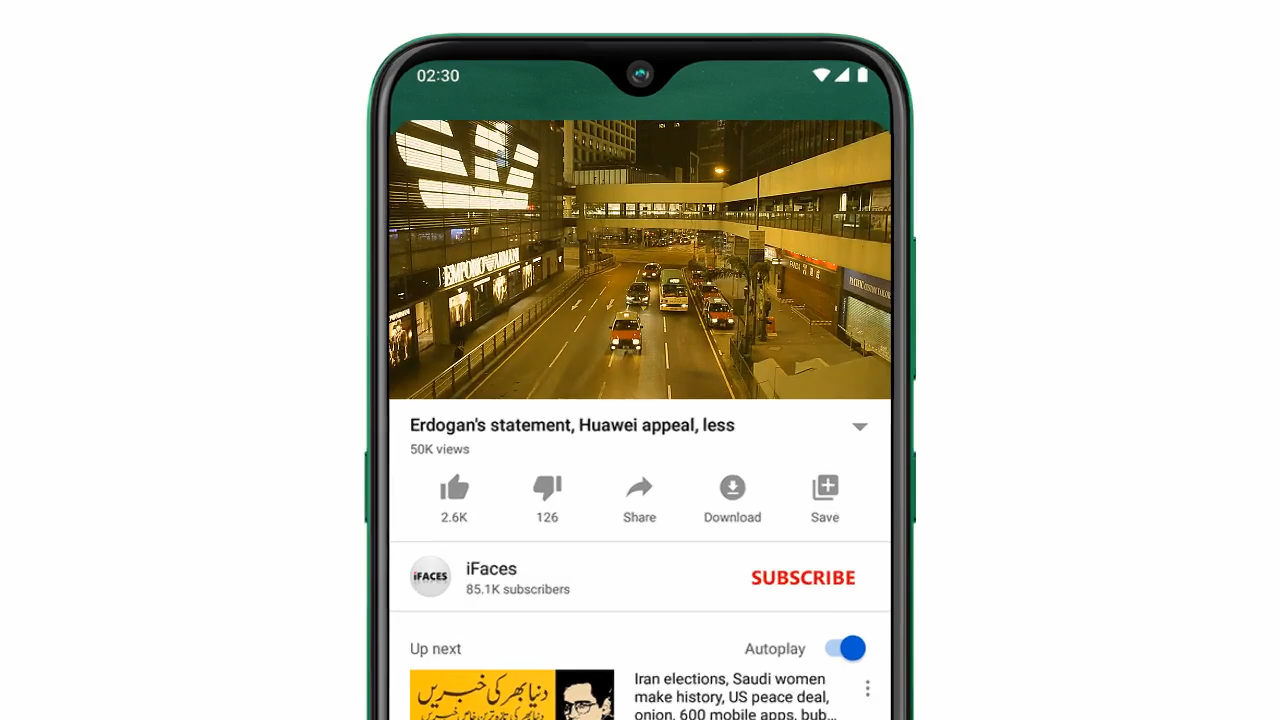 02:30
EMPORIO ARMANI
Erdogan's statement, Huawei appeal, less
50K views
2.6K
126
Share
Download
Save
iFACES
iFaces
85.1K subscribers
SUBSCRIBE
Up next
Autoplay
دنیا بھر کی خبریں
Iran elections, Saudi women
make history, US peace deal,
onion, 600 mobile apps, bub...